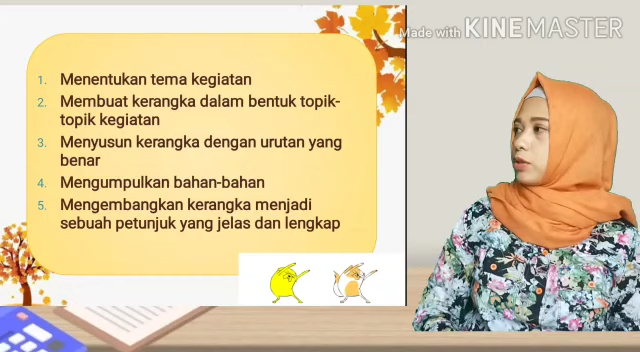 Made with KINEMASTER
1. Menentukan tema kegiatan
2. Membuat kerangka dalam bentuk topik-
topik kegiatan
3. Menyusun kerangka dengan urutan yang
benar
4. Mengumpulkan bahan-bahan
5. Mengembangkan kerangka menjadi
sebuah petunjuk yang jelas dan lengkap